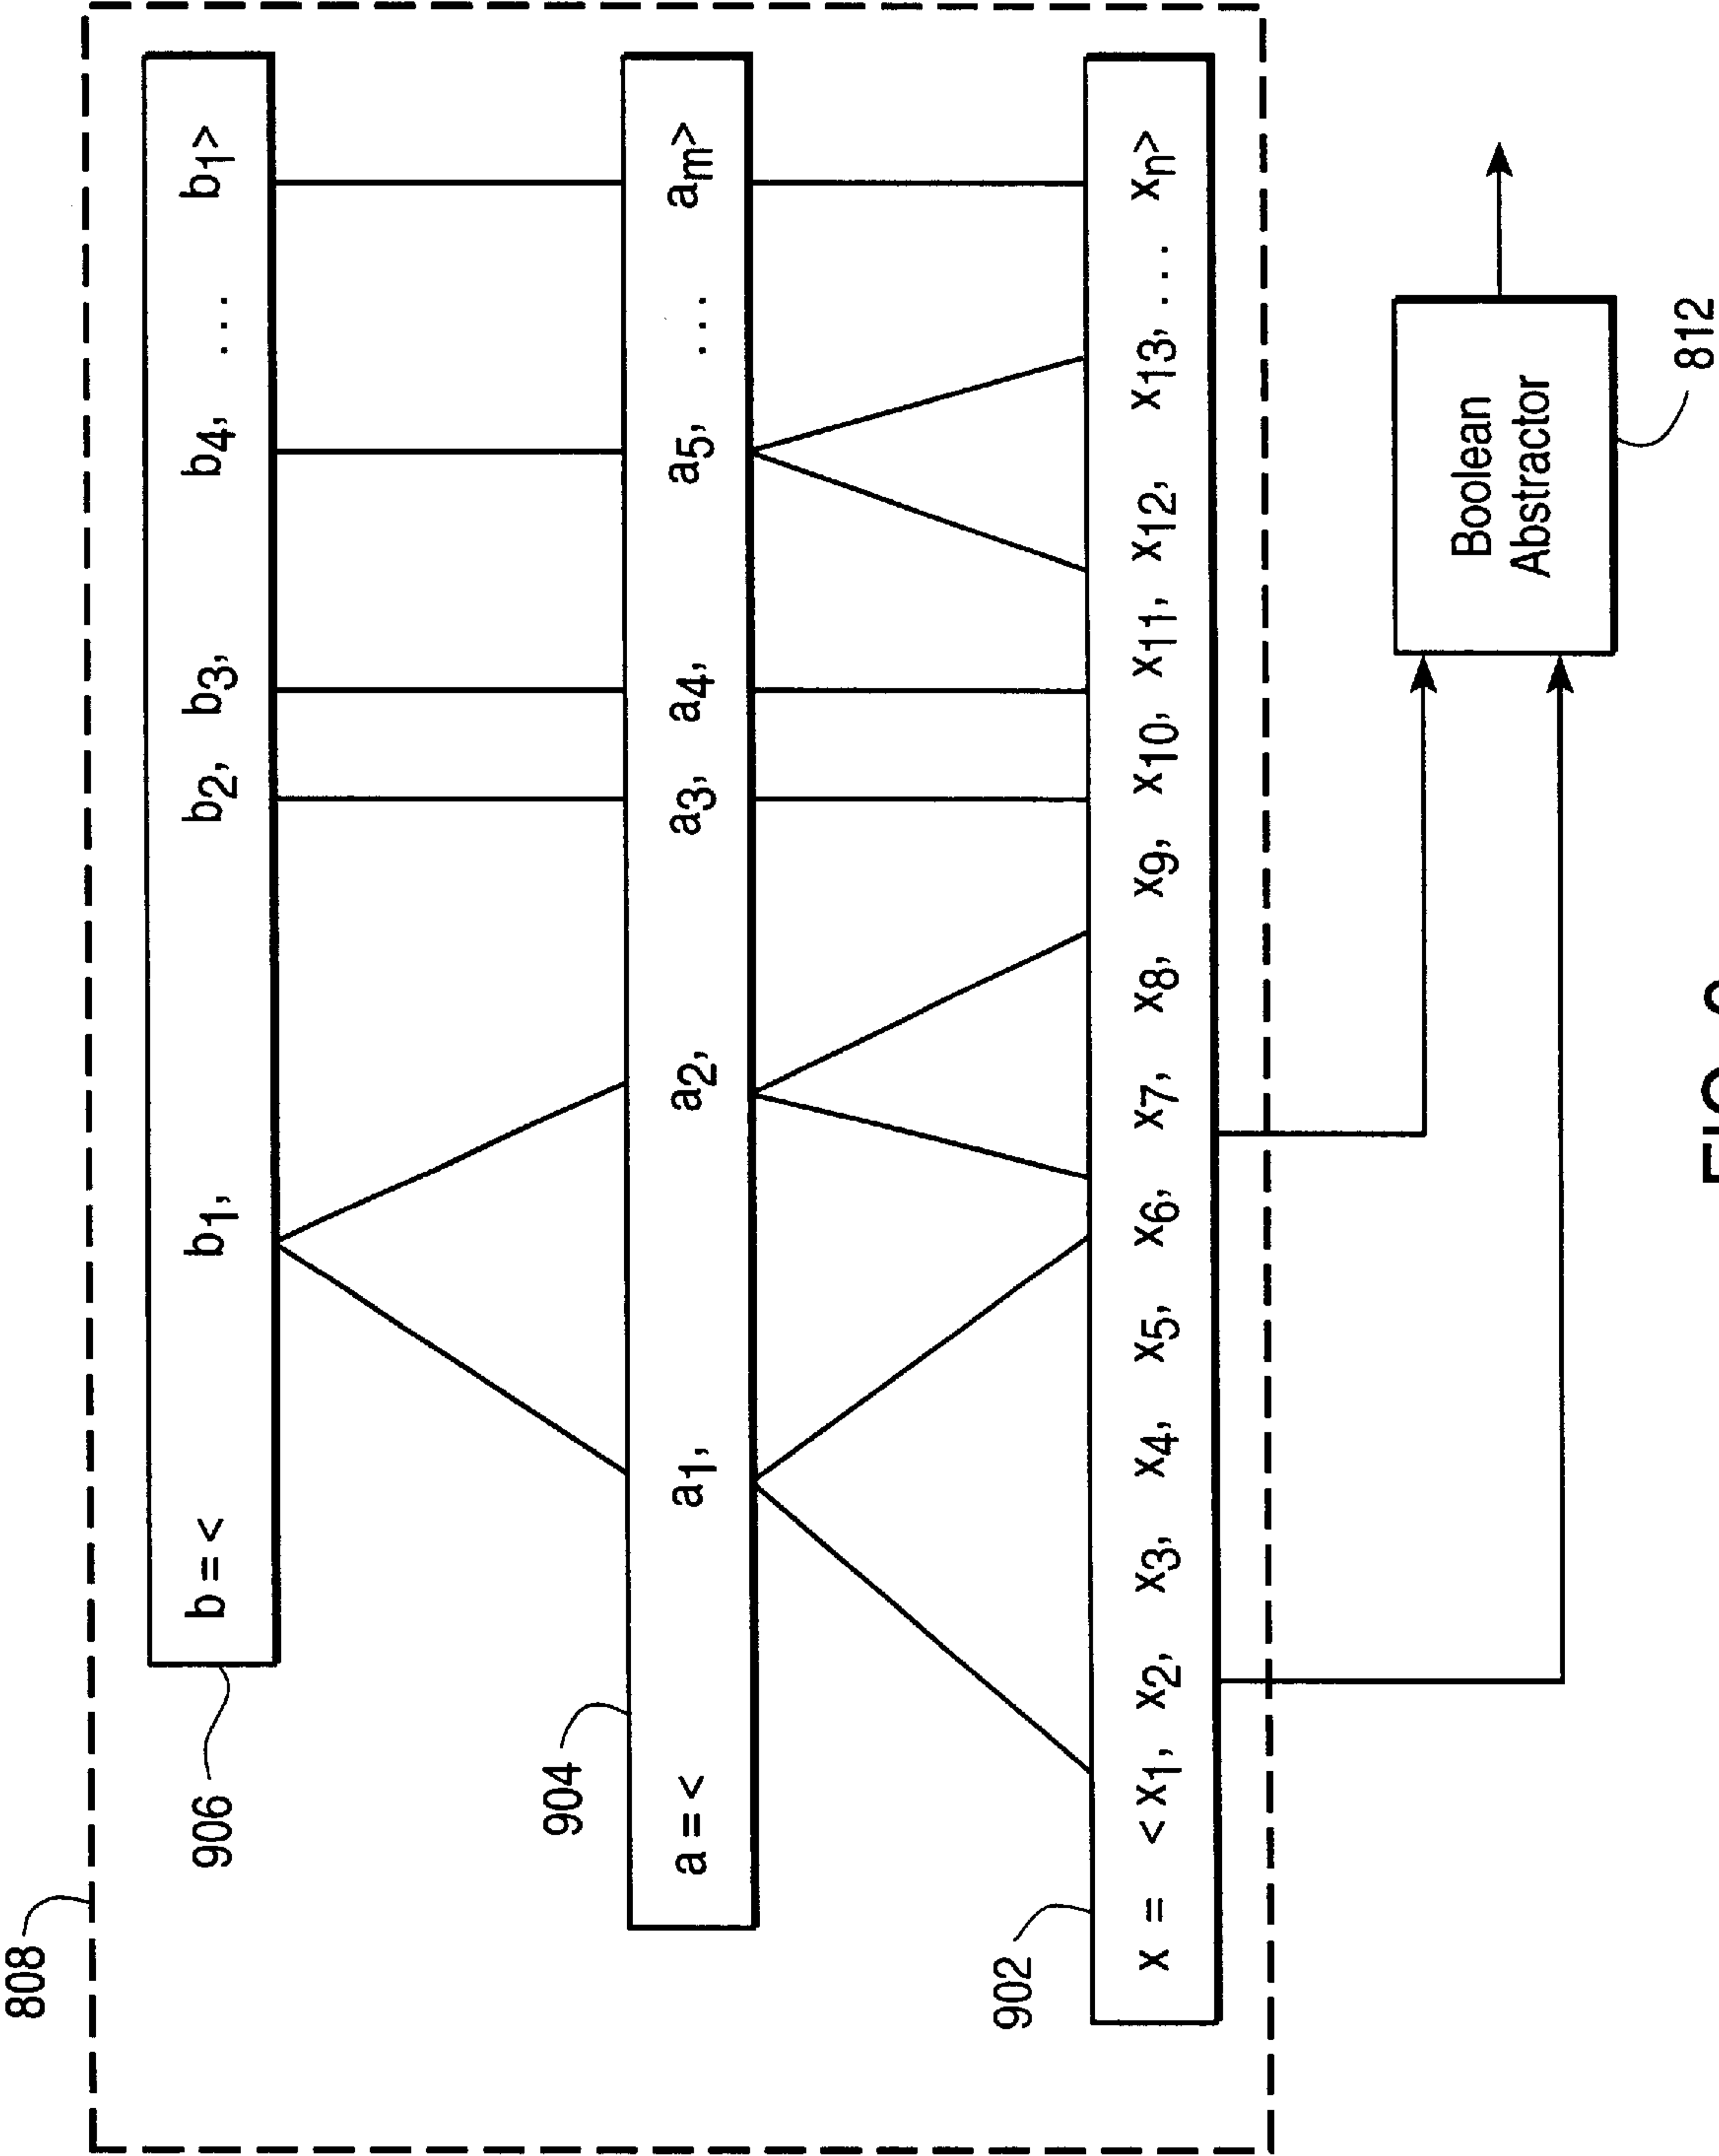 808
906
b = < b1, b2, b3, b4, ... b1>
904
a = < a1, a2, a3, a4, a5, ... am>
902
x = < x1, x2, x3, x4, x5, x6, x7, x8, x9, x10, x11, x12, x13, ... xn>
Boolean
Abstractor
812